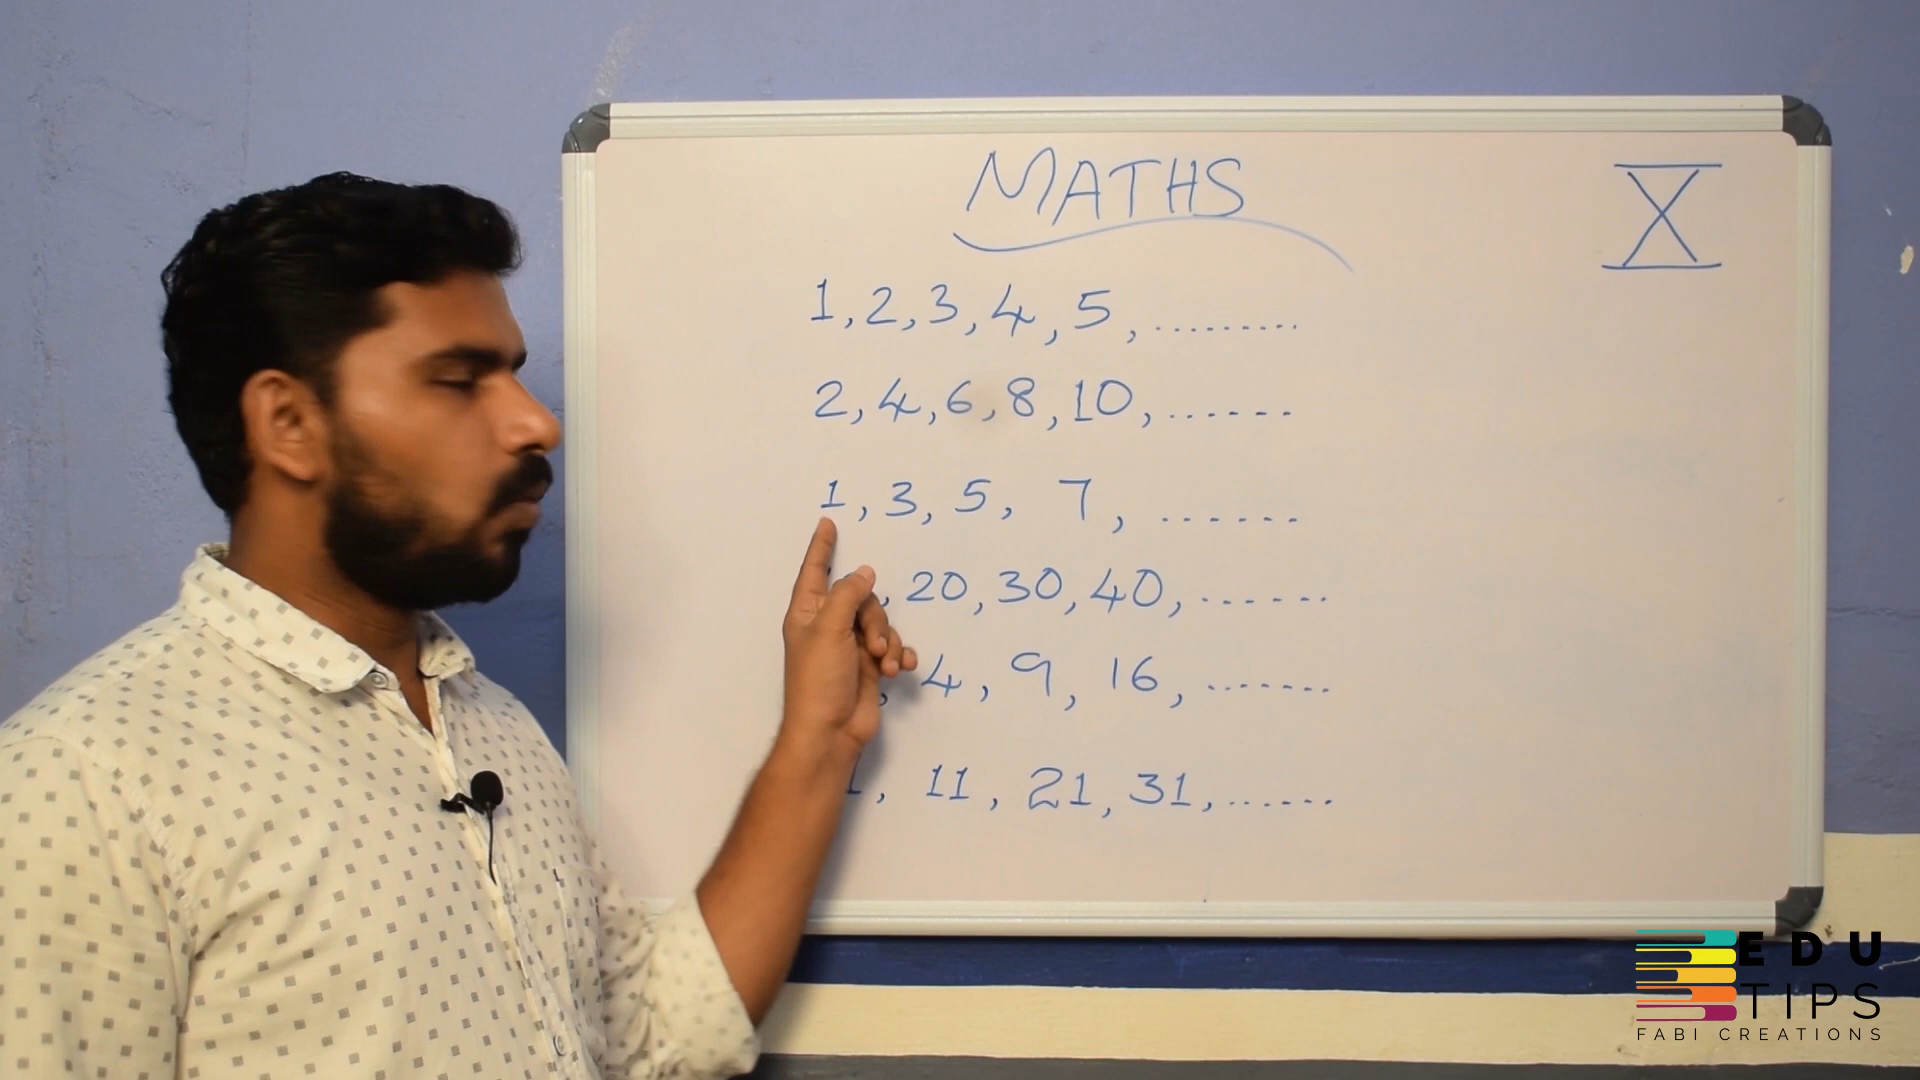 MATHS
X
1, 2, 3, 4, 5, .........
2, 4, 6, 8, 10, ......
1, 3, 5, 7, ......
, 20, 30, 40, ......
, 4, 9, 16, .......
1, 11, 21, 31, ......
EDU
TIPS
FABI CREATIONS